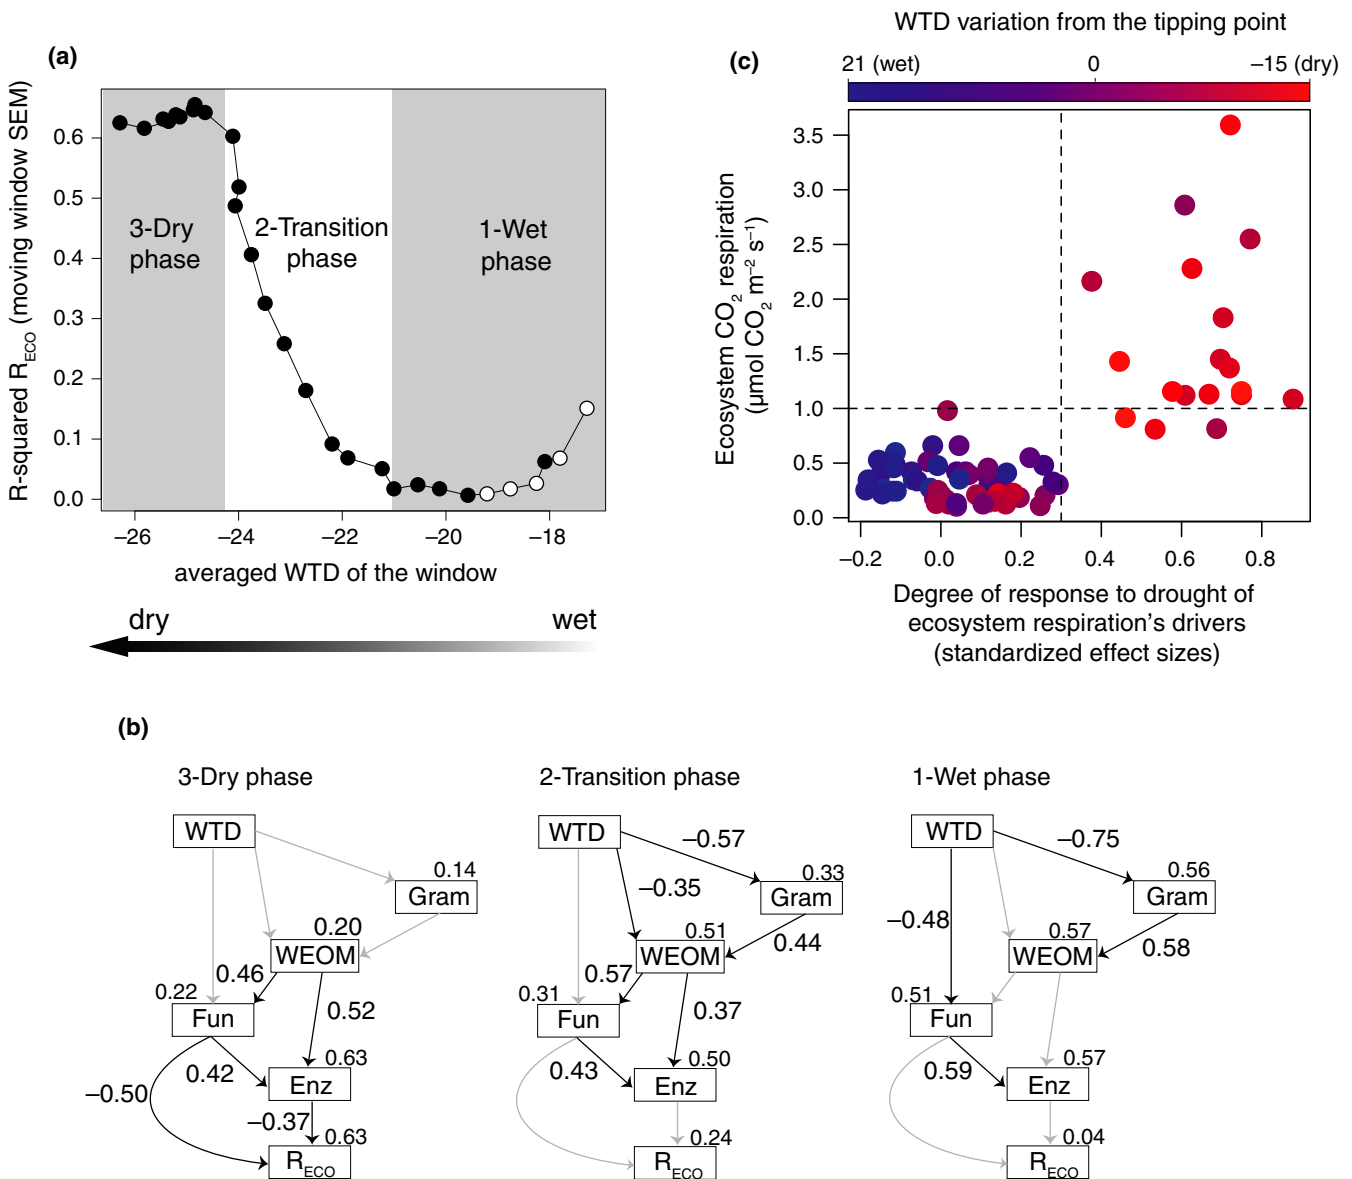 (a)
R-squared R_ECO (moving window SEM)
0.6
0.5
0.4
0.3
0.2
0.1
0.0
3-Dry
phase
2-Transition
phase
1-Wet
phase
−26
−24
−22
−20
−18
averaged WTD of the window
dry
wet
WTD variation from the tipping point
(c)
21 (wet)
0
−15 (dry)
Ecosystem CO₂ respiration
(μmol CO₂ m⁻² s⁻¹)
3.5
3.0
2.5
2.0
1.5
1.0
0.5
0.0
−0.2
0.0
0.2
0.4
0.6
0.8
Degree of response to drought of
ecosystem respiration's drivers
(standardized effect sizes)
(b)
3-Dry phase
WTD
0.14
Gram
0.20
WEOM
0.46
0.22
Fun
0.52
0.42
0.63
Enz
−0.50
−0.37
0.63
R_ECO
2-Transition phase
WTD
−0.57
0.33
Gram
−0.35
0.51
WEOM
0.44
0.57
0.31
Fun
0.37
0.43
0.50
Enz
0.24
R_ECO
1-Wet phase
WTD
−0.75
0.56
Gram
−0.48
0.57
WEOM
0.58
0.51
Fun
0.59
0.57
Enz
0.04
R_ECO